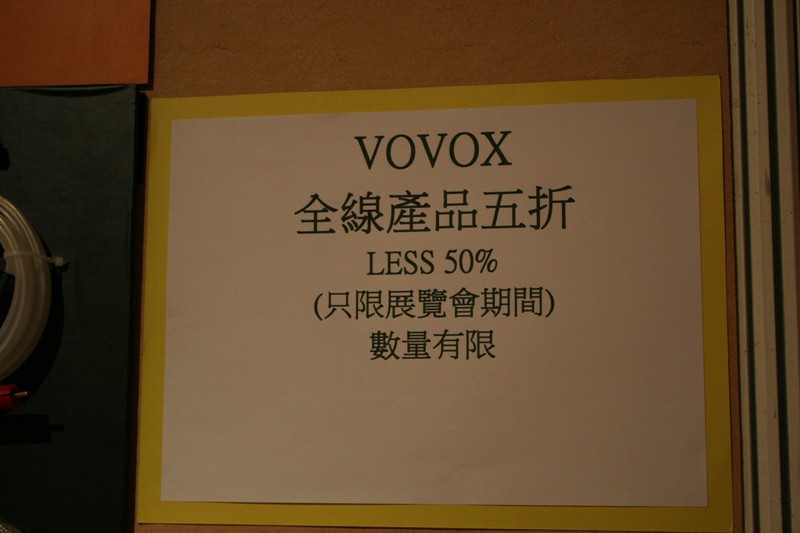 VOVOX
全線產品五折
LESS 50%
(只限展覽會期間)
數量有限